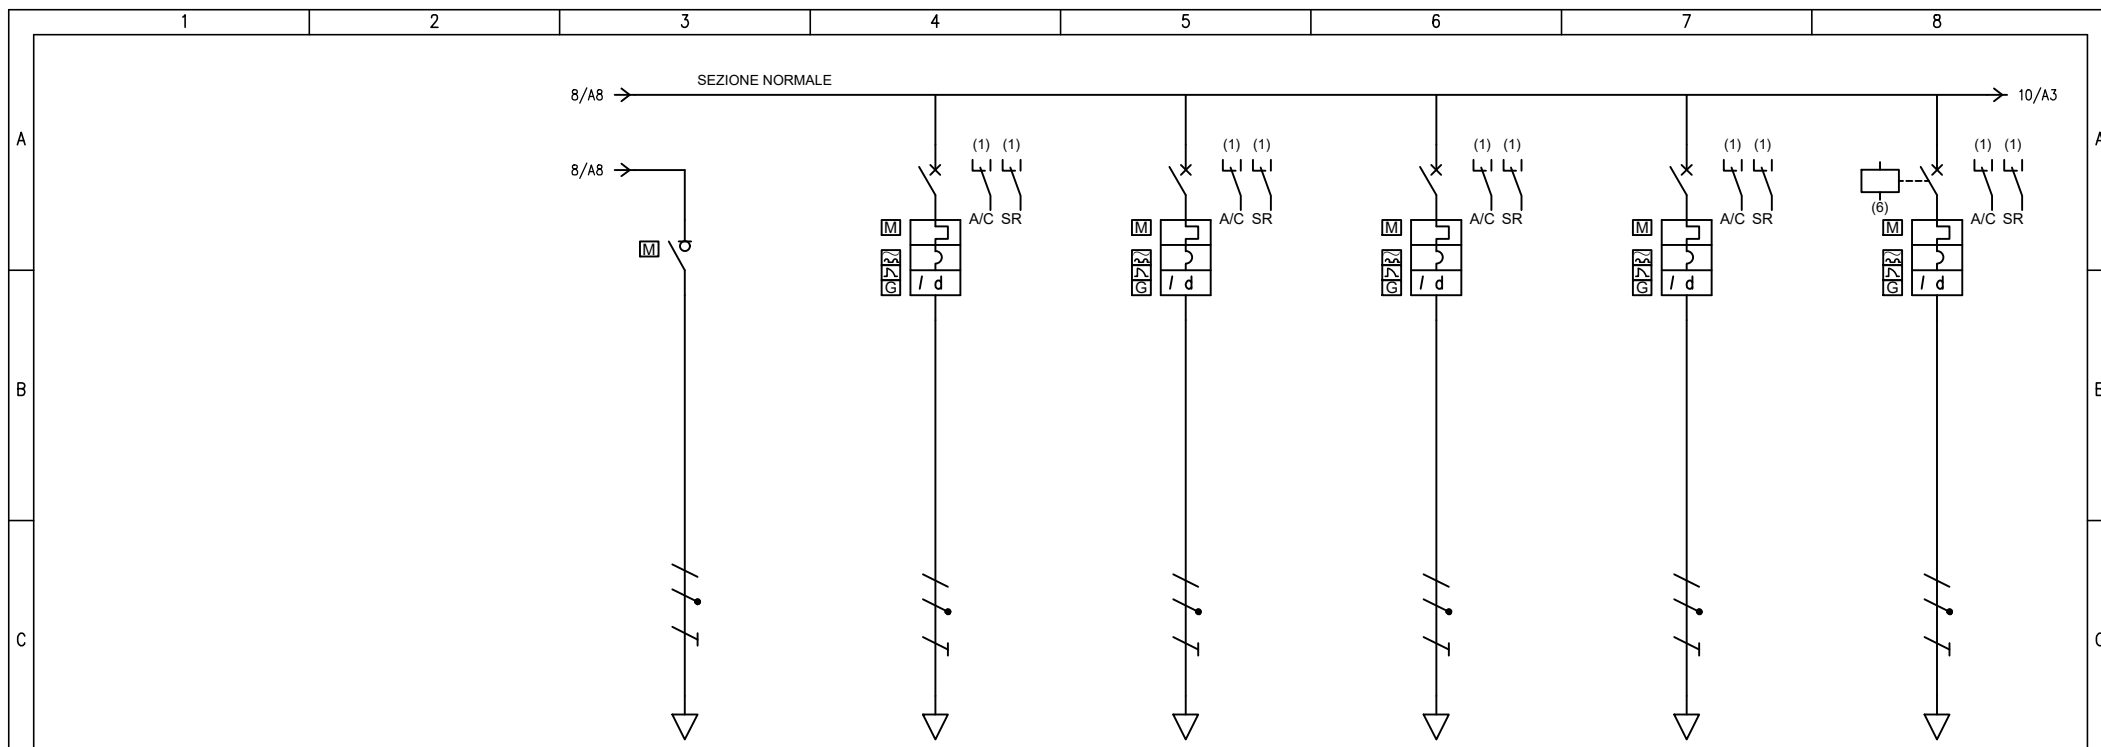 1 2 3 4 5 6 7 8
SEZIONE NORMALE
8/A8 10/A3
A A
(1) (1) (1) (1) (1) (1) (1) (1) (1) (1)
8/A8
(6)
A/C SR A/C SR A/C SR A/C SR A/C SR
M M M M M
M
I d I d I d I d I d
G G G G G
B B
C C